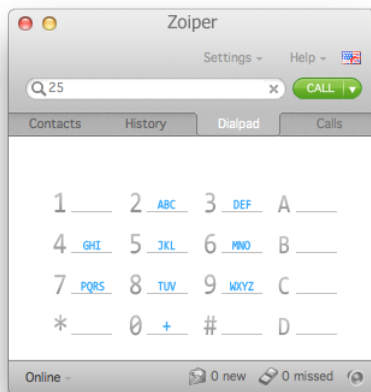 Zoiper
Settings Help
25 CALL
Contacts History Dialpad Calls
1 2 ABC 3 DEF A
4 GHI 5 JKL 6 MNO B
7 PQRS 8 TUV 9 WXYZ C
* 0 + # D
Online 0 new 0 missed